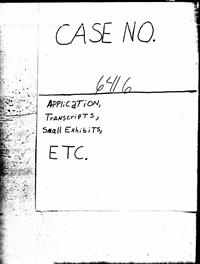 CASE NO.
6416
APPLICATION,
TRANSCRIPTS,
SMALL EXHIBITS,
ETC.